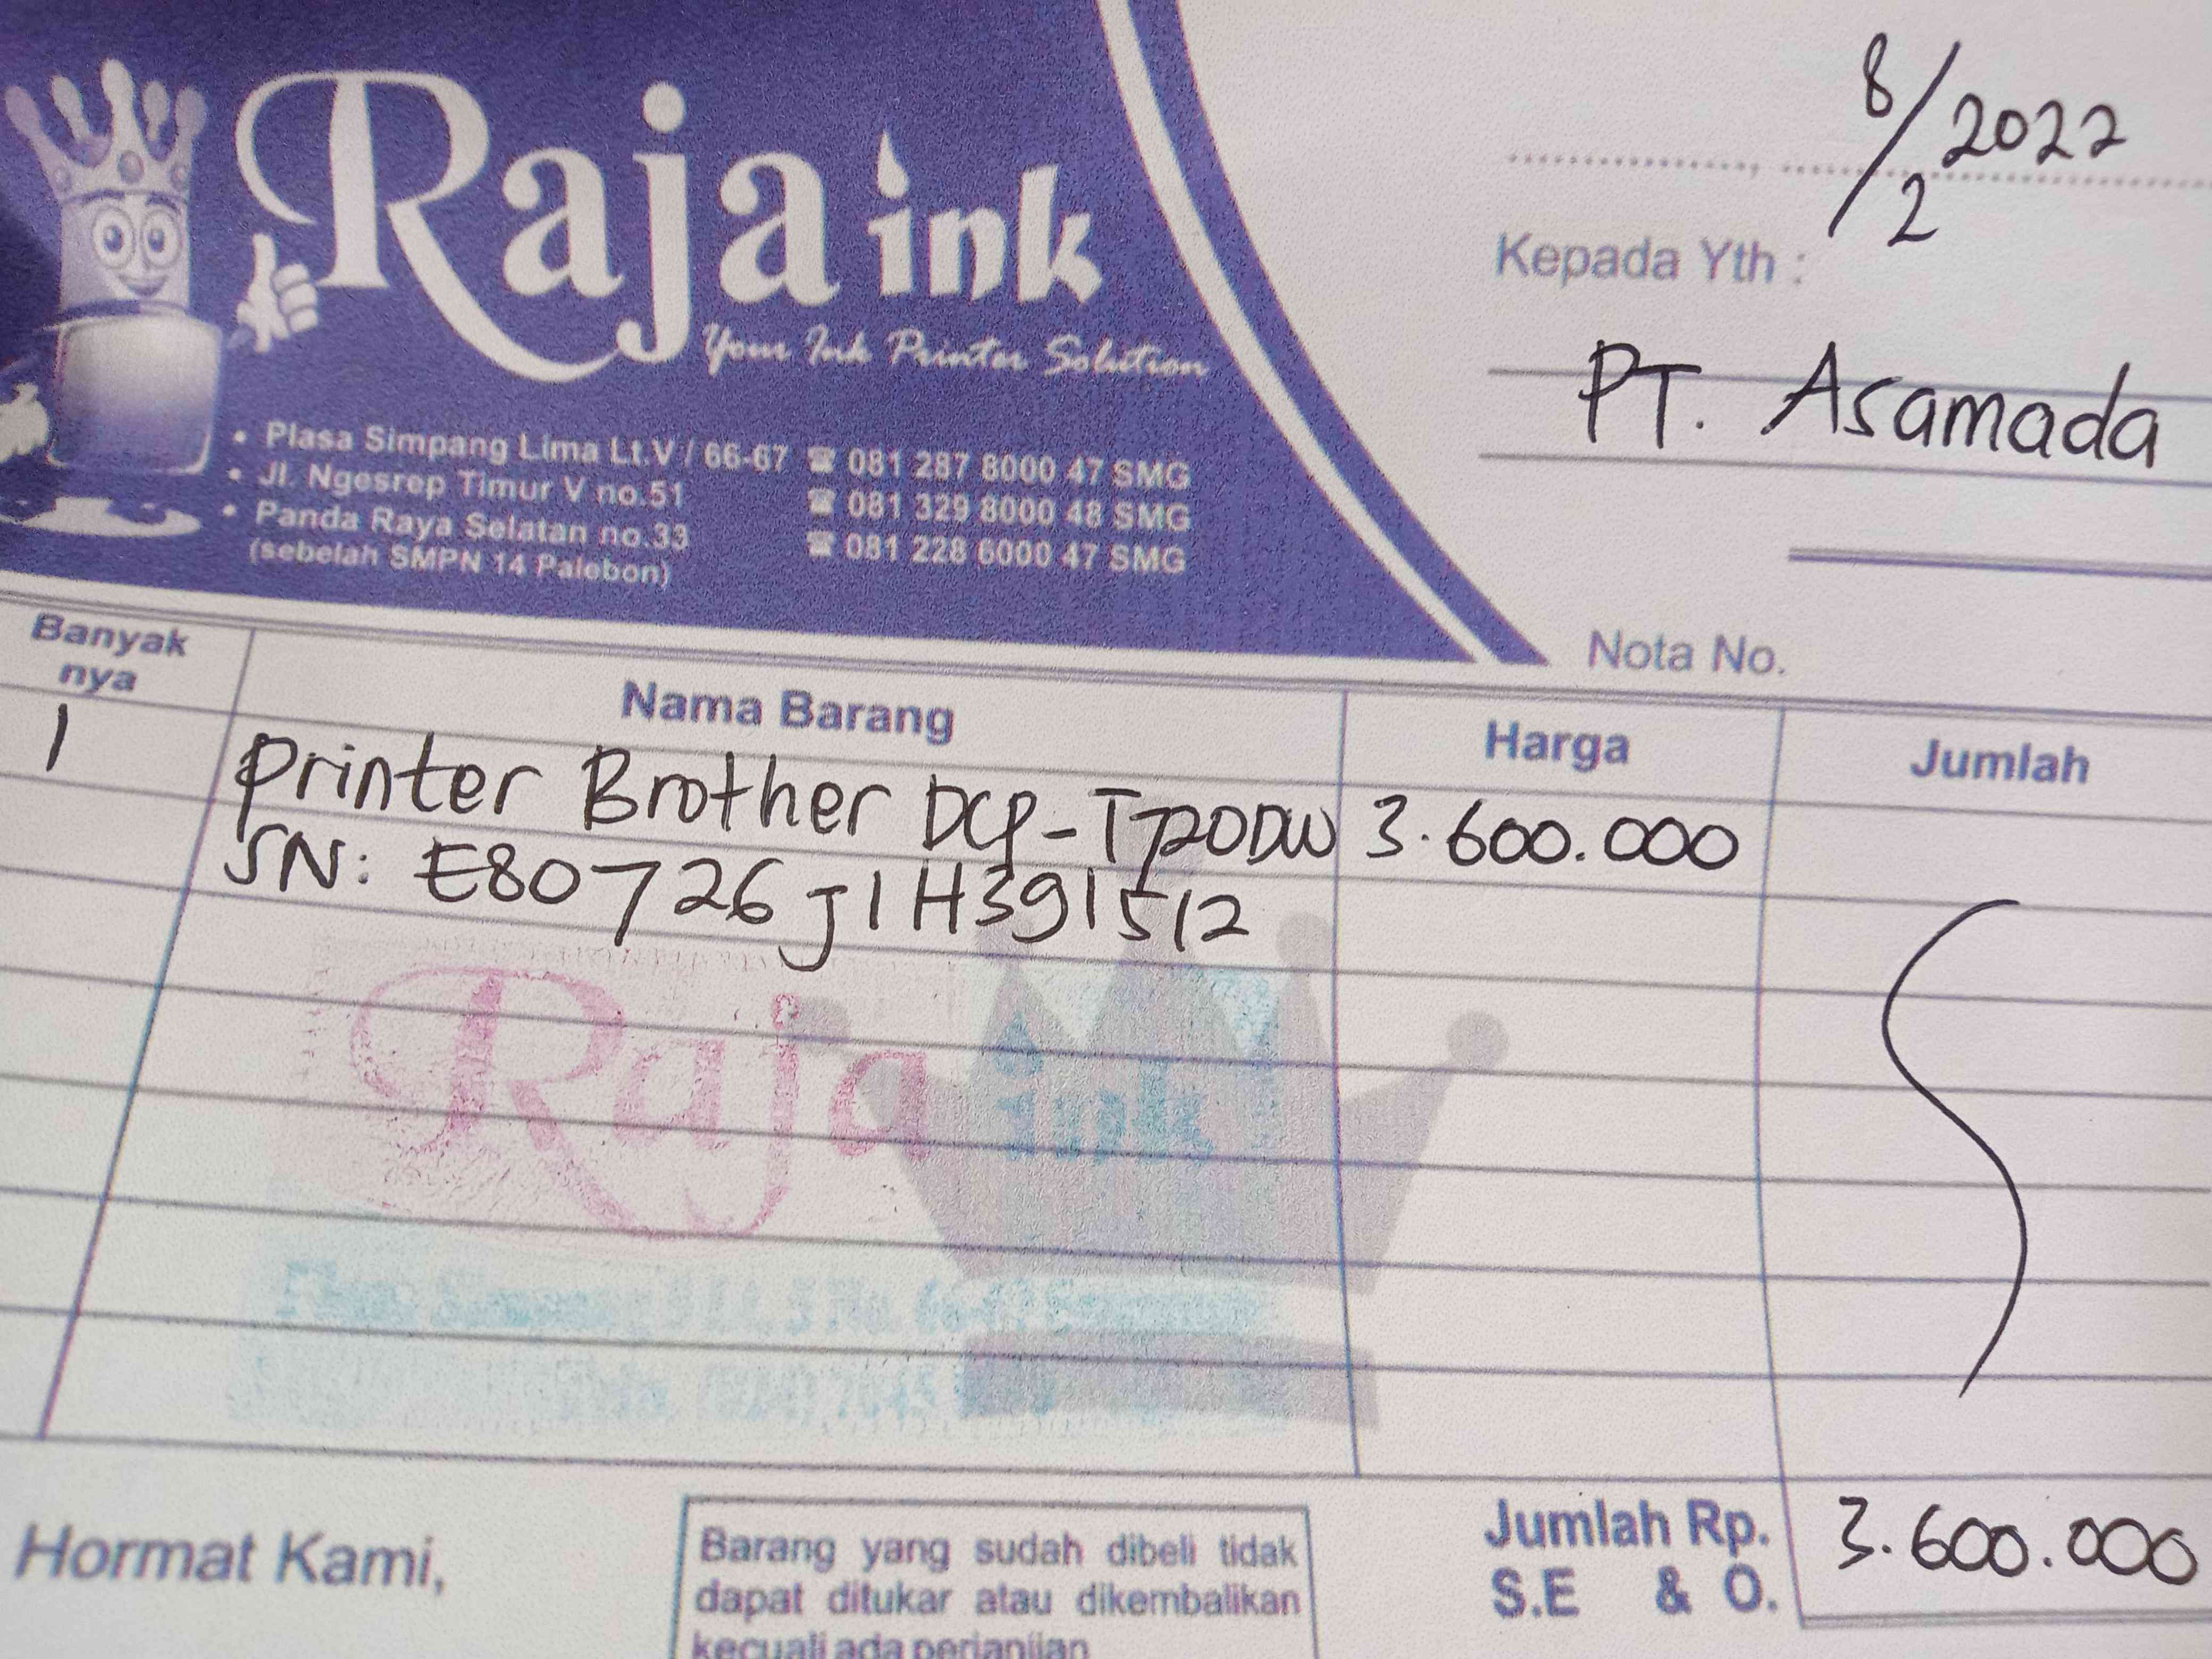 Raja ink
Your Ink Printer Solution
• Plasa Simpang Lima Lt.V / 66-67 ☎ 081 287 8000 47 SMG
• Jl. Ngesrep Timur V no.51 ☎ 081 329 8000 48 SMG
• Panda Raya Selatan no.33 ☎ 081 228 6000 47 SMG
(sebelah SMPN 14 Palebon)
8/2 2022
Kepada Yth :
PT. Asamada
Nota No.
Banyak nya Nama Barang Harga Jumlah
1 Printer Brother DCP-T720DW 3.600.000
SN: E80726J1H391512
Raja ink
Hormat Kami,
Barang yang sudah dibeli tidak
dapat ditukar atau dikembalikan
kecuali ada perjanjian
Jumlah Rp. 3.600.000
S.E & O.